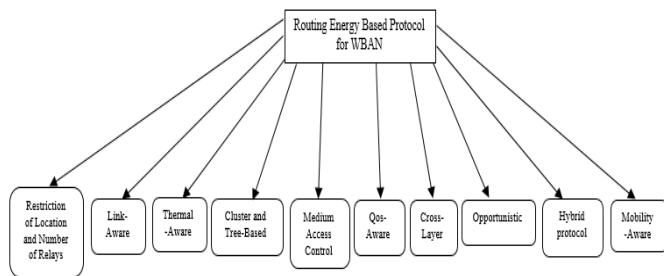 Routing Energy Based Protocol
for WBAN
Restriction
of Location
and Number
of Relays
Link-
Aware
Thermal
-Aware
Cluster and
Tree-Based
Medium
Access
Control
Qos-
Aware
Cross-
Layer
Opportunistic
Hybrid
protocol
Mobility
-Aware